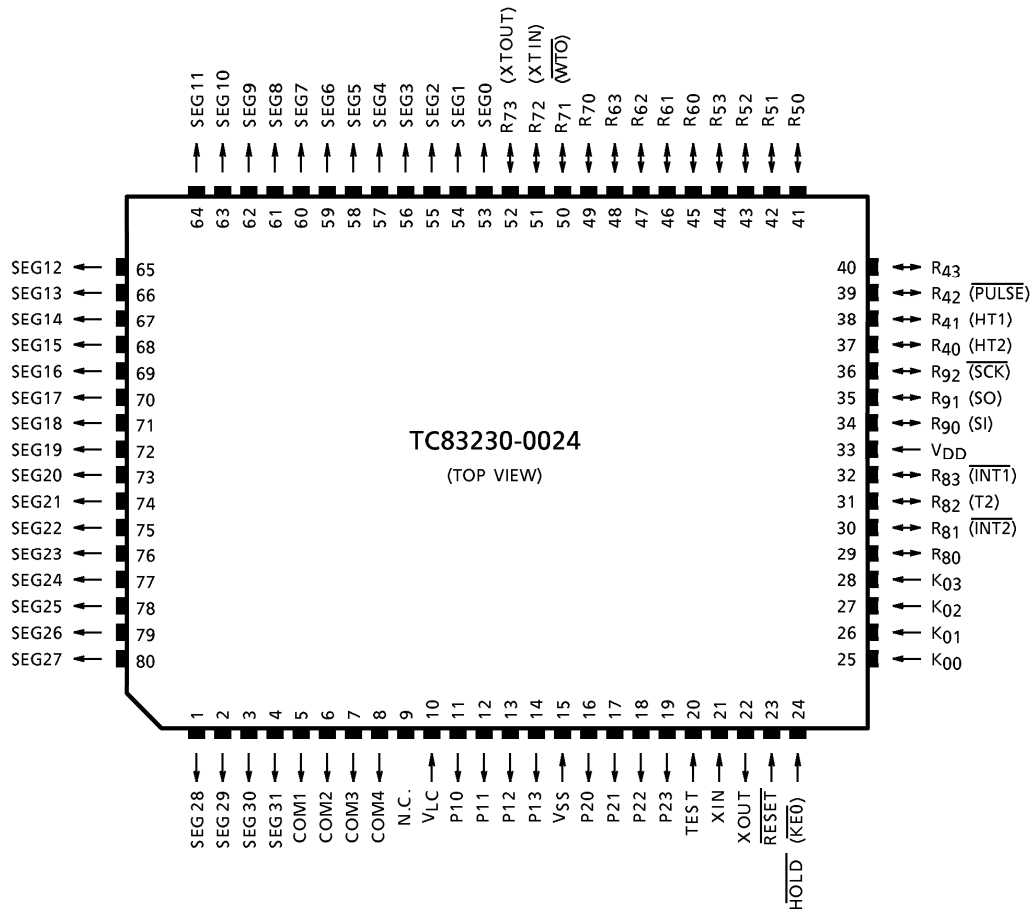 SEG11
SEG10
SEG9
SEG8
SEG7
SEG6
SEG5
SEG4
SEG3
SEG2
SEG1
SEG0
R73 (XTOUT)
R72 (XTIN)
R71 (WTO)
R70
R63
R62
R61
R60
R53
R52
R51
R50
64 63 62 61 60 59 58 57 56 55 54 53 52 51 50 49 48 47 46 45 44 43 42 41
SEG12 65
SEG13 66
SEG14 67
SEG15 68
SEG16 69
SEG17 70
SEG18 71
SEG19 72
SEG20 73
SEG21 74
SEG22 75
SEG23 76
SEG24 77
SEG25 78
SEG26 79
SEG27 80
TC83230-0024
(TOP VIEW)
40 R43
39 R42 (PULSE)
38 R41 (HT1)
37 R40 (HT2)
36 R92 (SCK)
35 R91 (SO)
34 R90 (SI)
33 VDD
32 R83 (INT1)
31 R82 (T2)
30 R81 (INT2)
29 R80
28 K03
27 K02
26 K01
25 K00
1 2 3 4 5 6 7 8 9 10 11 12 13 14 15 16 17 18 19 20 21 22 23 24
SEG28
SEG29
SEG30
SEG31
COM1
COM2
COM3
COM4
N.C.
VLC
P10
P11
P12
P13
VSS
P20
P21
P22
P23
TEST
XIN
XOUT
RESET
HOLD (KE0)